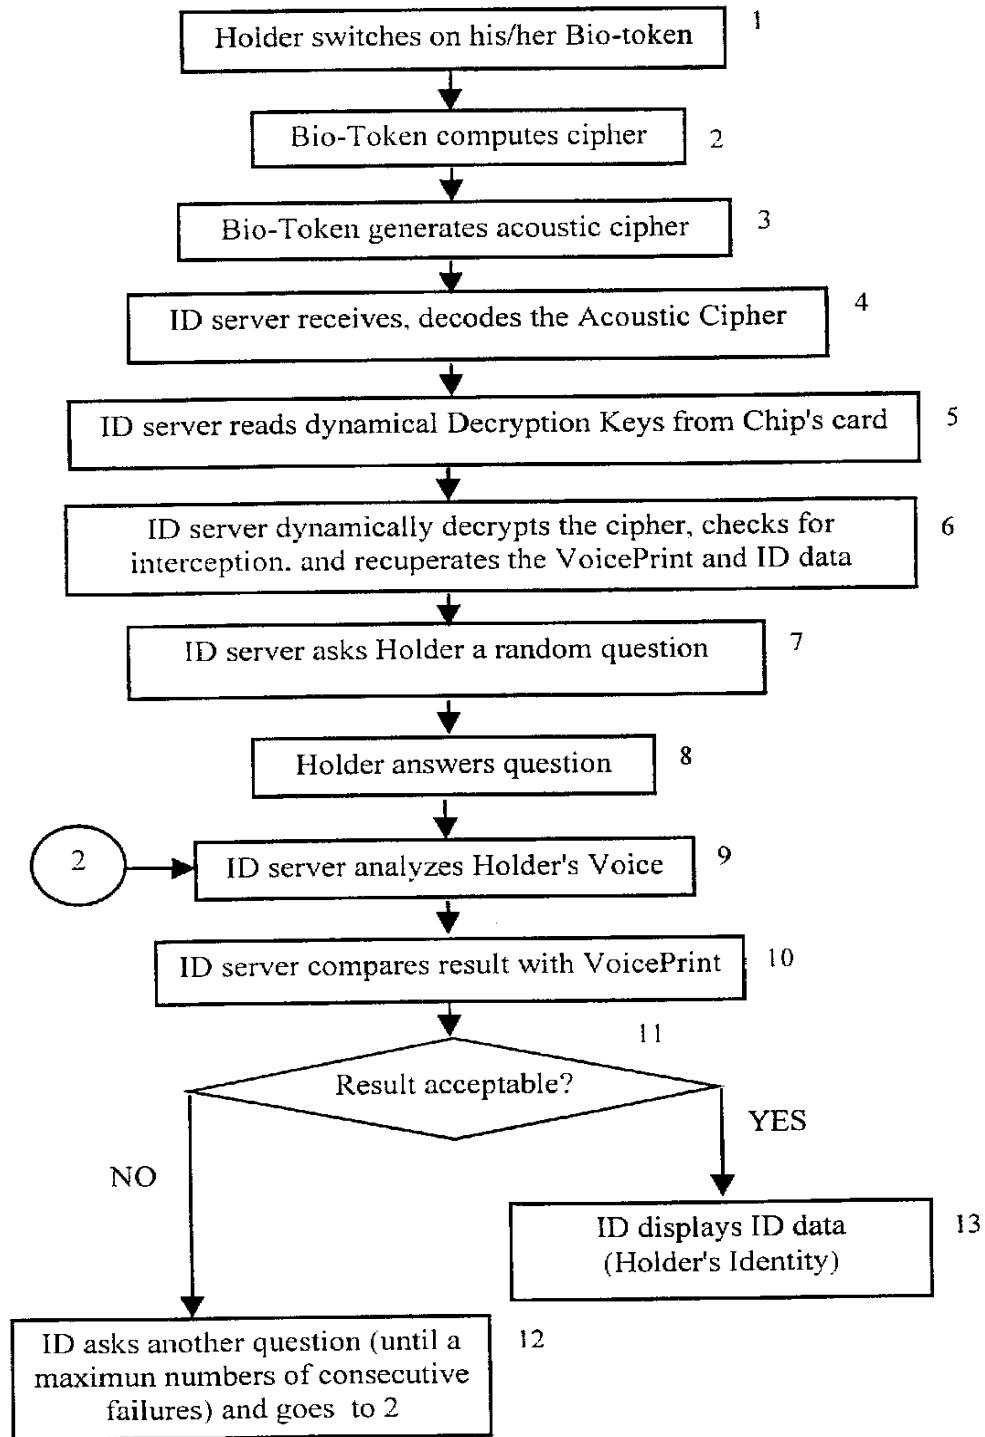 1
Holder switches on his/her Bio-token
Bio-Token computes cipher
2
Bio-Token generates acoustic cipher
3
ID server receives, decodes the Acoustic Cipher
4
ID server reads dynamical Decryption Keys from Chip's card
5
ID server dynamically decrypts the cipher, checks for
interception. and recuperates the VoicePrint and ID data
6
ID server asks Holder a random question
7
Holder answers question
8
2
ID server analyzes Holder's Voice
9
ID server compares result with VoicePrint
10
11
Result acceptable?
YES
NO
ID displays ID data
(Holder's Identity)
13
ID asks another question (until a
maximun numbers of consecutive
failures) and goes to 2
12